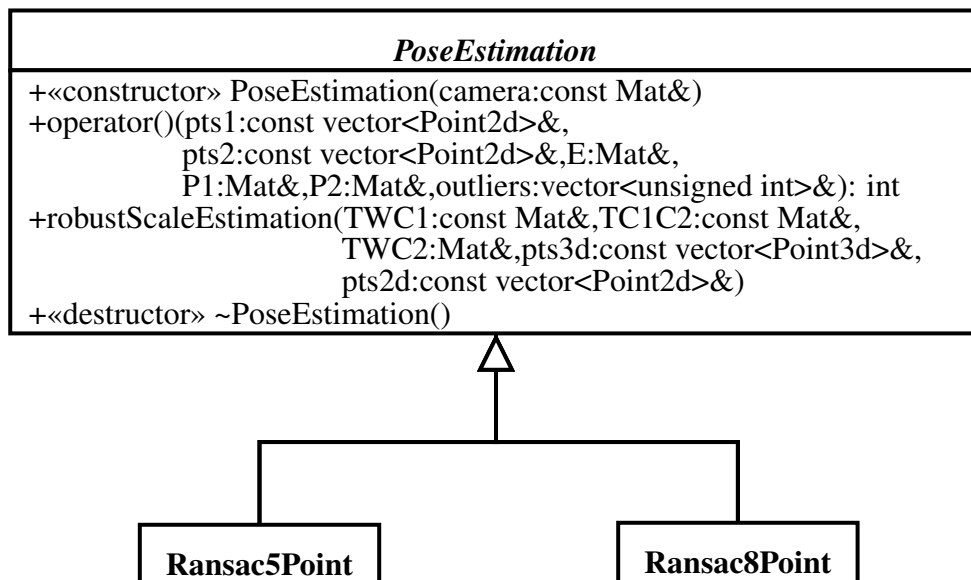 PoseEstimation
+«constructor» PoseEstimation(camera:const Mat&)
+operator()(pts1:const vector<Point2d>&,
pts2:const vector<Point2d>&,E:Mat&,
P1:Mat&,P2:Mat&,outliers:vector<unsigned int>&): int
+robustScaleEstimation(TWC1:const Mat&,TC1C2:const Mat&,
TWC2:Mat&,pts3d:const vector<Point3d>&,
pts2d:const vector<Point2d>&)
+«destructor» ~PoseEstimation()
Ransac5Point
Ransac8Point